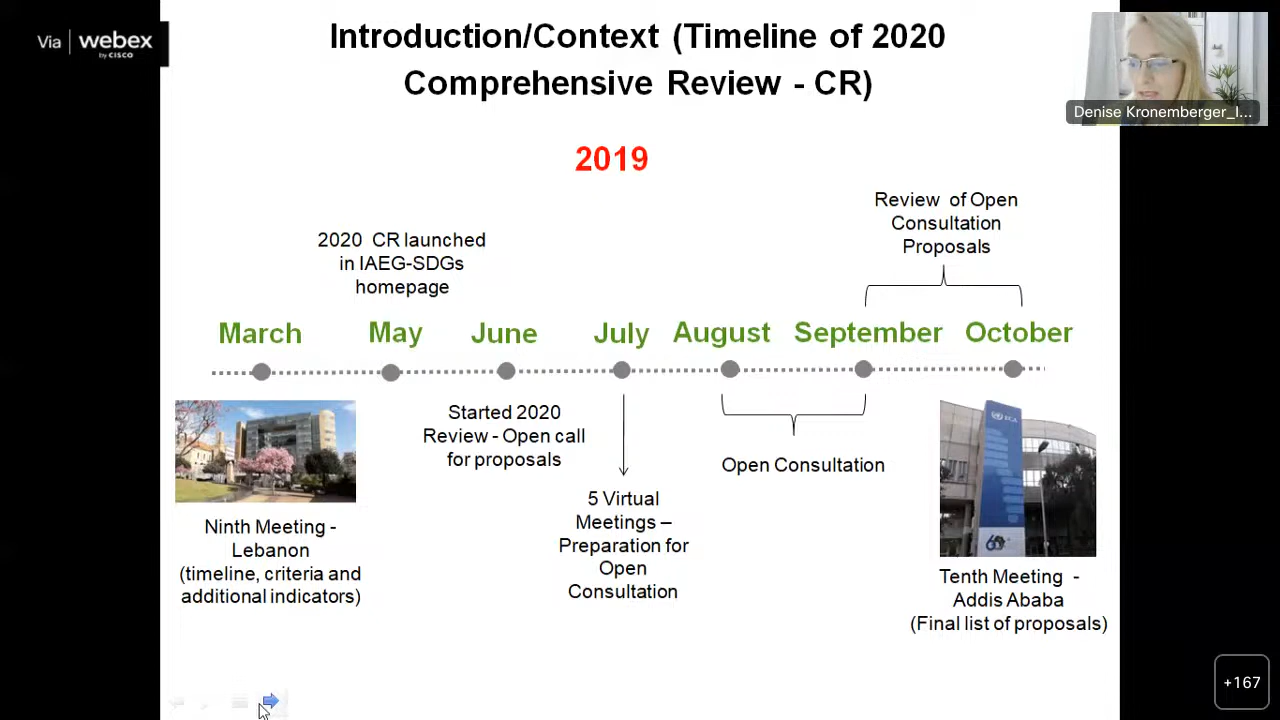 Via | webex
by CISCO
Introduction/Context (Timeline of 2020
Comprehensive Review - CR)
Denise Kronemberger_I...
2019
Review of Open
Consultation
Proposals
2020 CR launched
in IAEG-SDGs
homepage
March May June July August September October
Started 2020
Review - Open call
for proposals
Open Consultation
5 Virtual
Meetings –
Preparation for
Open
Consultation
Ninth Meeting -
Lebanon
(timeline, criteria and
additional indicators)
ECA
60
Tenth Meeting -
Addis Ababa
(Final list of proposals)
+167